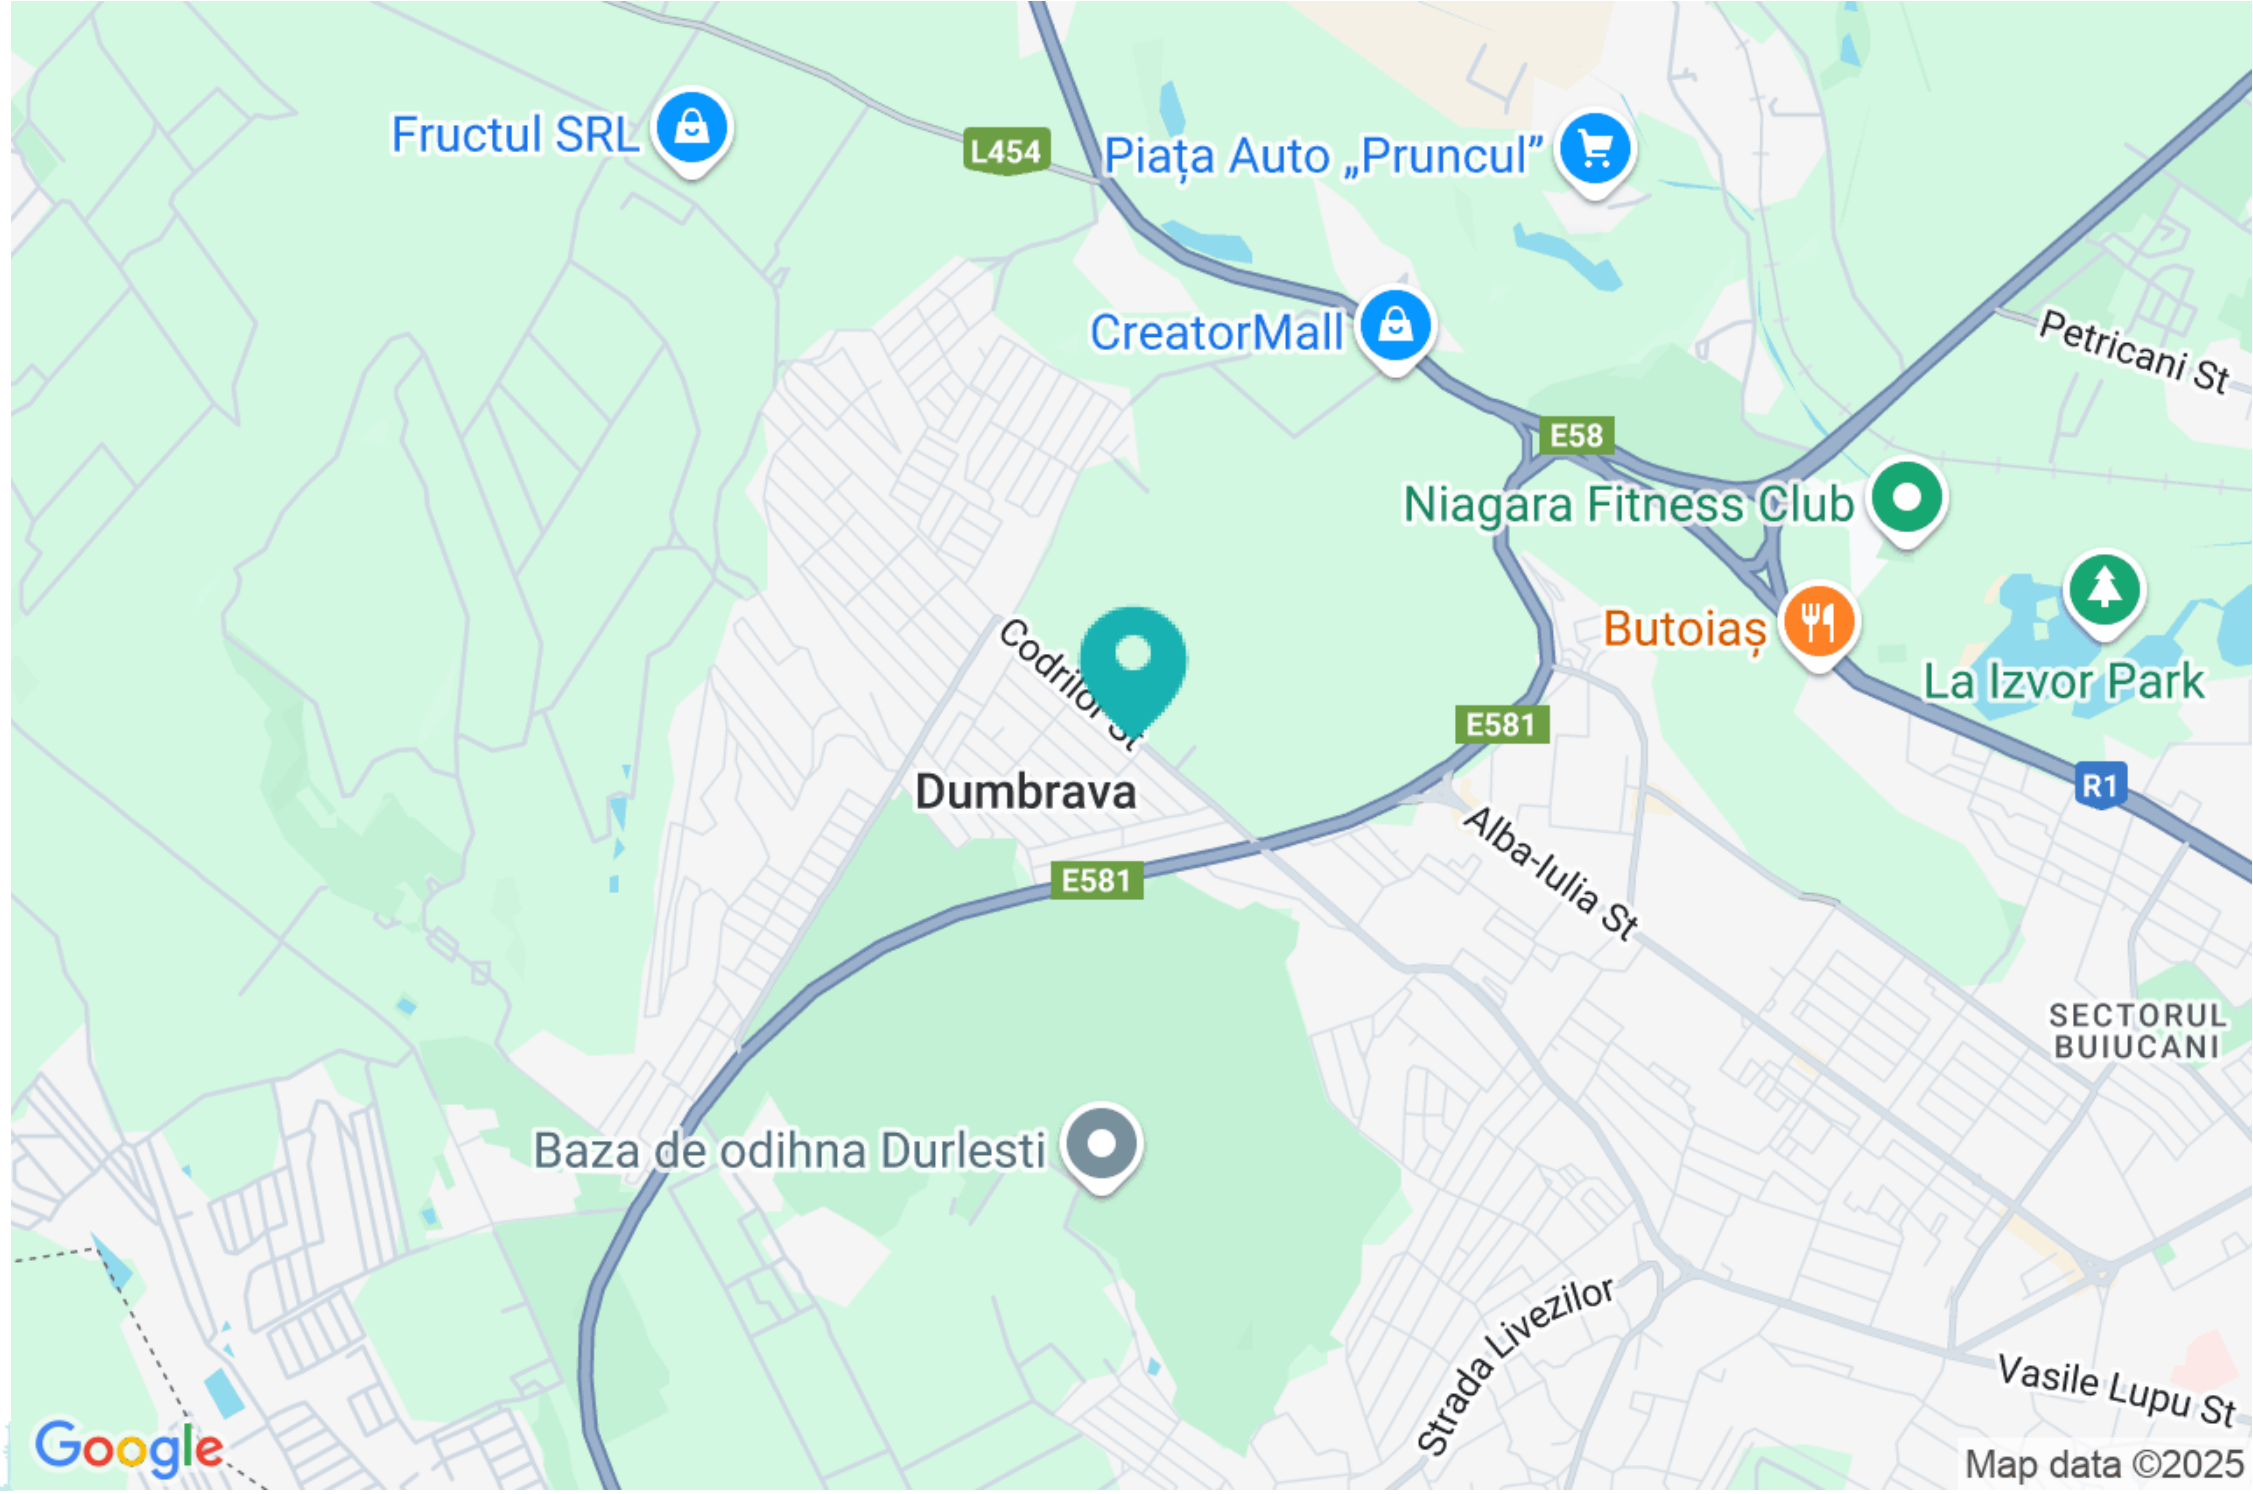 Fructul SRL
L454
Piața Auto „Pruncul”
CreatorMall
Petricani St
E58
Niagara Fitness Club
Butoiaș
La Izvor Park
Codrilor St
E581
Dumbrava
R1
E581
Alba-Iulia St
SECTORUL
BUIUCANI
Baza de odihna Durlesti
Strada Livezilor
Vasile Lupu St
Google
Map data ©2025